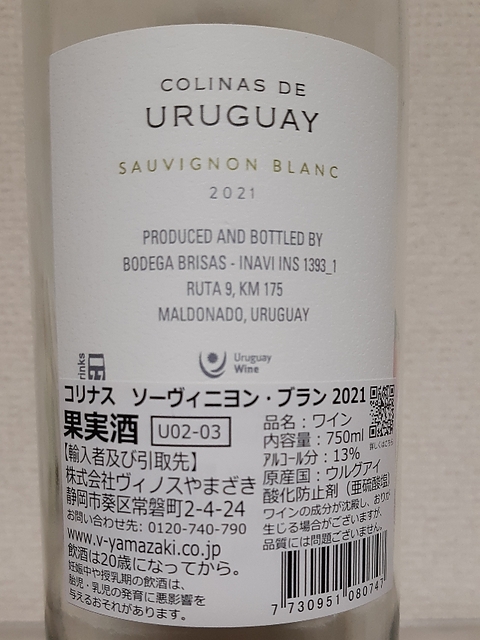 COLINAS DE
URUGUAY
SAUVIGNON BLANC
2021
PRODUCED AND BOTTLED BY
BODEGA BRISAS - INAVI INS 1393_1
RUTA 9, KM 175
MALDONADO, URUGUAY
Uruguay
Wine
コリナス ソーヴィニヨン・ブラン 2021
果実酒 U02-03
【輸入者及び引取先】
株式会社ヴィノスやまざき
静岡市葵区常磐町2-4-24
お問い合わせ先：0120-740-790
www.v-yamazaki.co.jp
飲酒は20歳になってから。
妊娠中や授乳期の飲酒は、
胎児・乳児の発育に悪影響を
与えるおそれがあります。
品名：ワイン
内容量：750ml
アルコール分：13%
原産国：ウルグアイ
酸化防止剤（亜硫酸塩）
ワインの成分が沈殿し、おりが
生じる場合がございますが、
品質には問題ございません。
詳しくはこちら
7 730951 080747